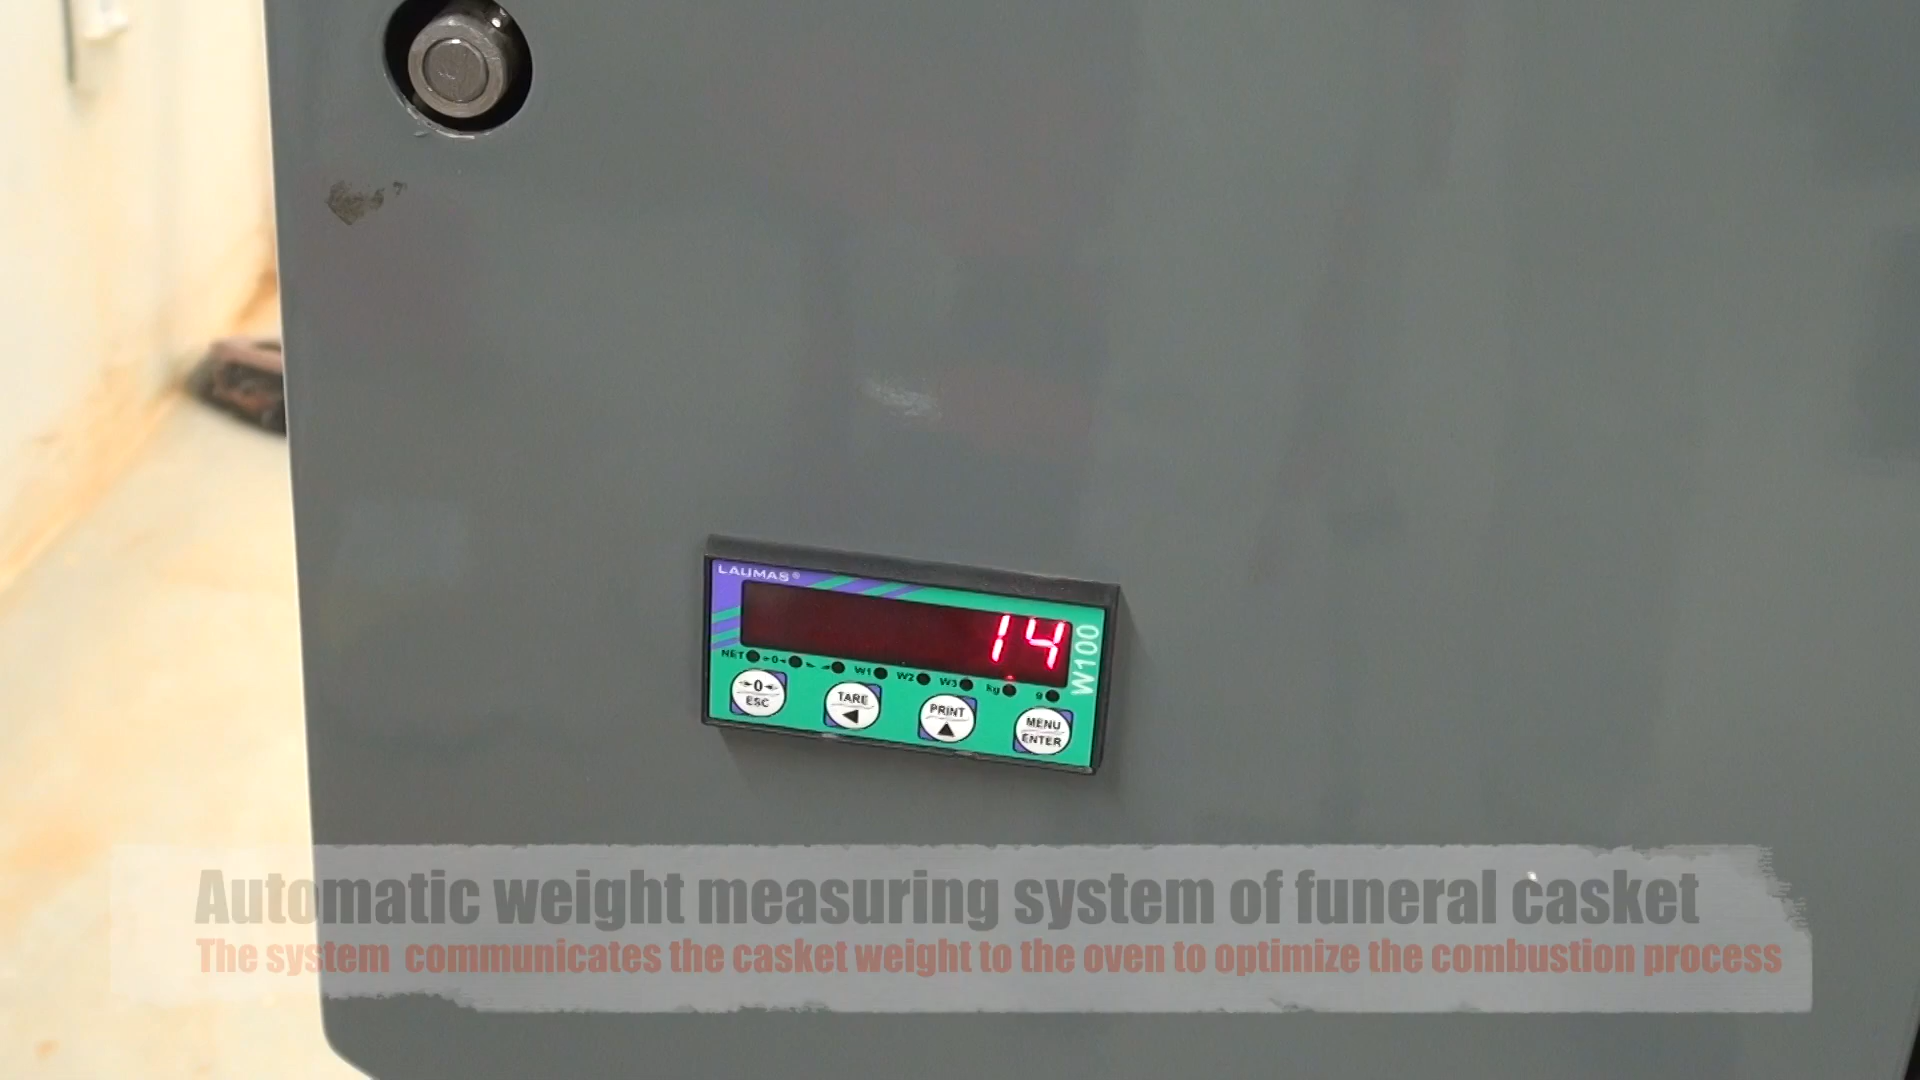 LAUMAS®
14
W100
NET →0← W1 W2 W3 kg g
→0← ESC
TARE
PRINT
MENU ENTER
Automatic weight measuring system of funeral casket
The system communicates the casket weight to the oven to optimize the combustion process